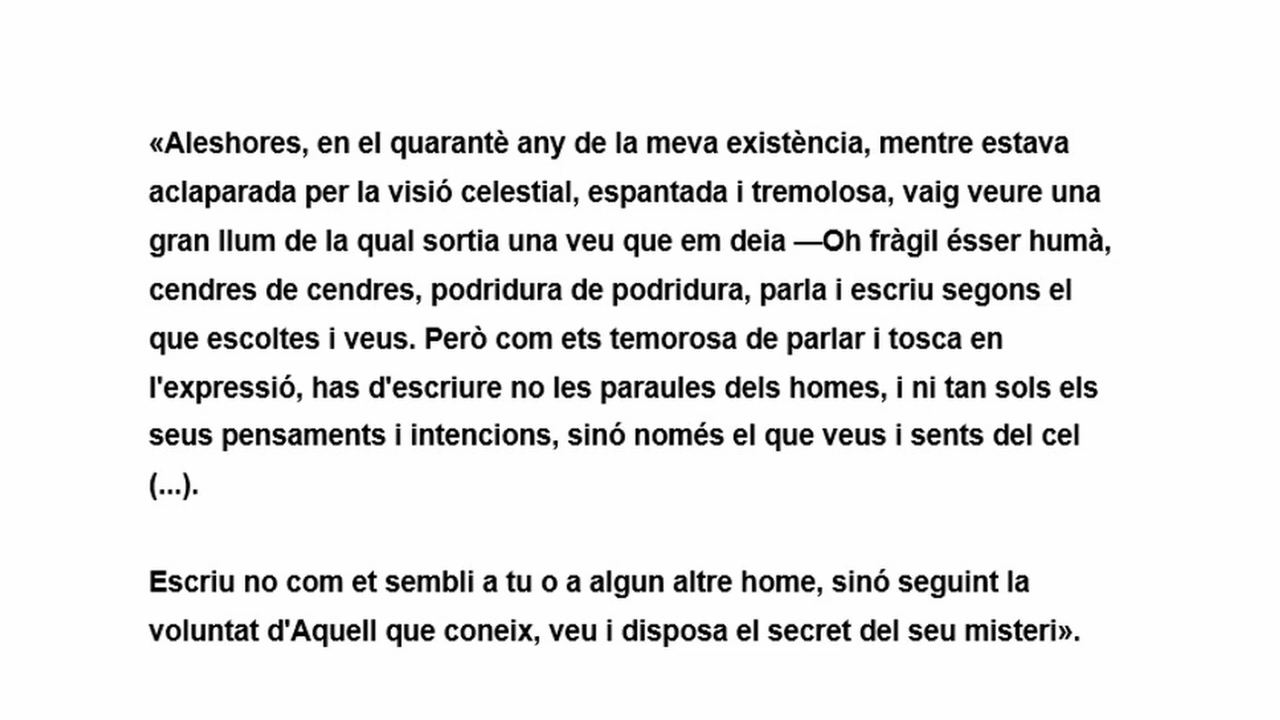 «Aleshores, en el quarantè any de la meva existència, mentre estava
aclaparada per la visió celestial, espantada i tremolosa, vaig veure una
gran llum de la qual sortia una veu que em deia —Oh fràgil ésser humà,
cendres de cendres, podridura de podridura, parla i escriu segons el
que escoltes i veus. Però com ets temorosa de parlar i tosca en
l'expressió, has d'escriure no les paraules dels homes, i ni tan sols els
seus pensaments i intencions, sinó només el que veus i sents del cel
(...).
Escriu no com et sembli a tu o a algun altre home, sinó seguint la
voluntat d'Aquell que coneix, veu i disposa el secret del seu misteri».